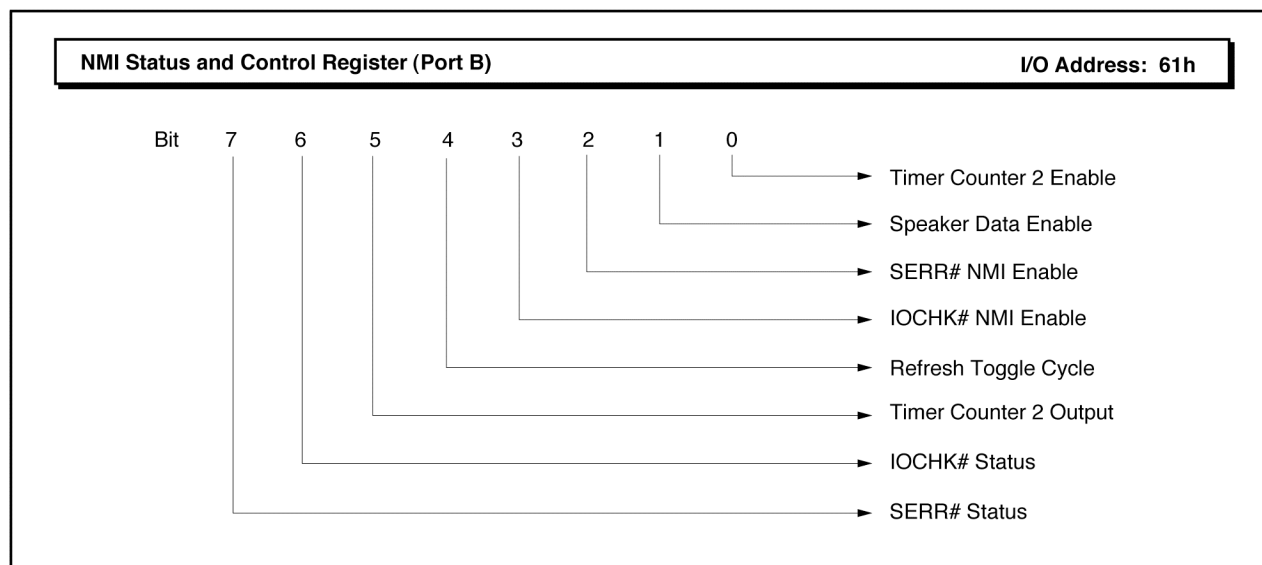 NMI Status and Control Register (Port B) I/O Address: 61h
Bit 7 6 5 4 3 2 1 0
Timer Counter 2 Enable
Speaker Data Enable
SERR# NMI Enable
IOCHK# NMI Enable
Refresh Toggle Cycle
Timer Counter 2 Output
IOCHK# Status
SERR# Status